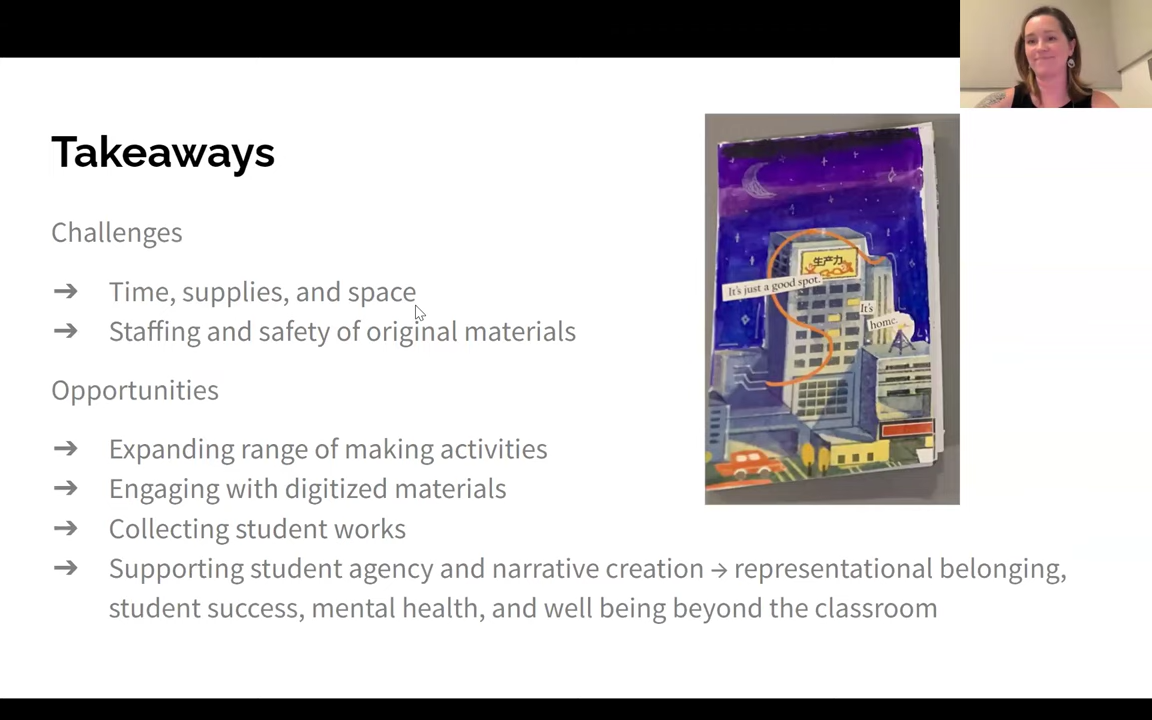 Takeaways
Challenges
➔ Time, supplies, and space
➔ Staffing and safety of original materials
Opportunities
➔ Expanding range of making activities
➔ Engaging with digitized materials
➔ Collecting student works
➔ Supporting student agency and narrative creation → representational belonging,
student success, mental health, and well being beyond the classroom
生产力
It's just a good spot.
It's
home.